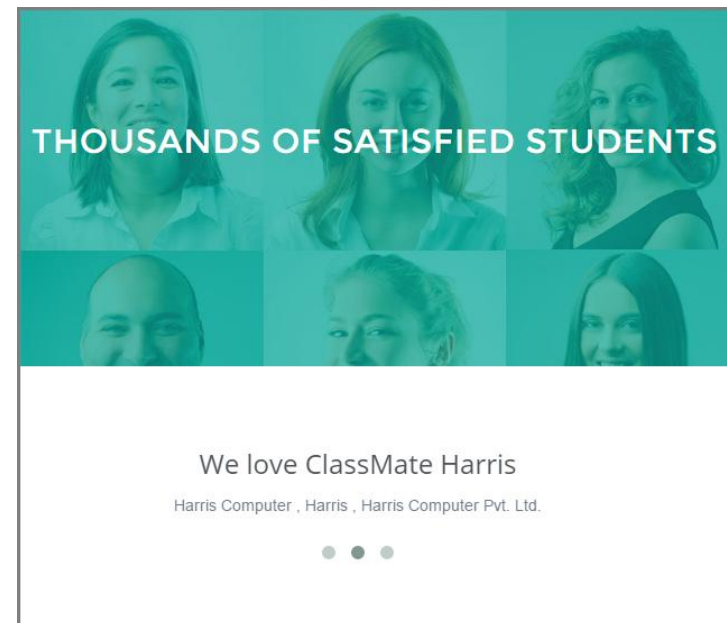 THOUSANDS OF SATISFIED STUDENTS
We love ClassMate Harris
Harris Computer , Harris , Harris Computer Pvt. Ltd.